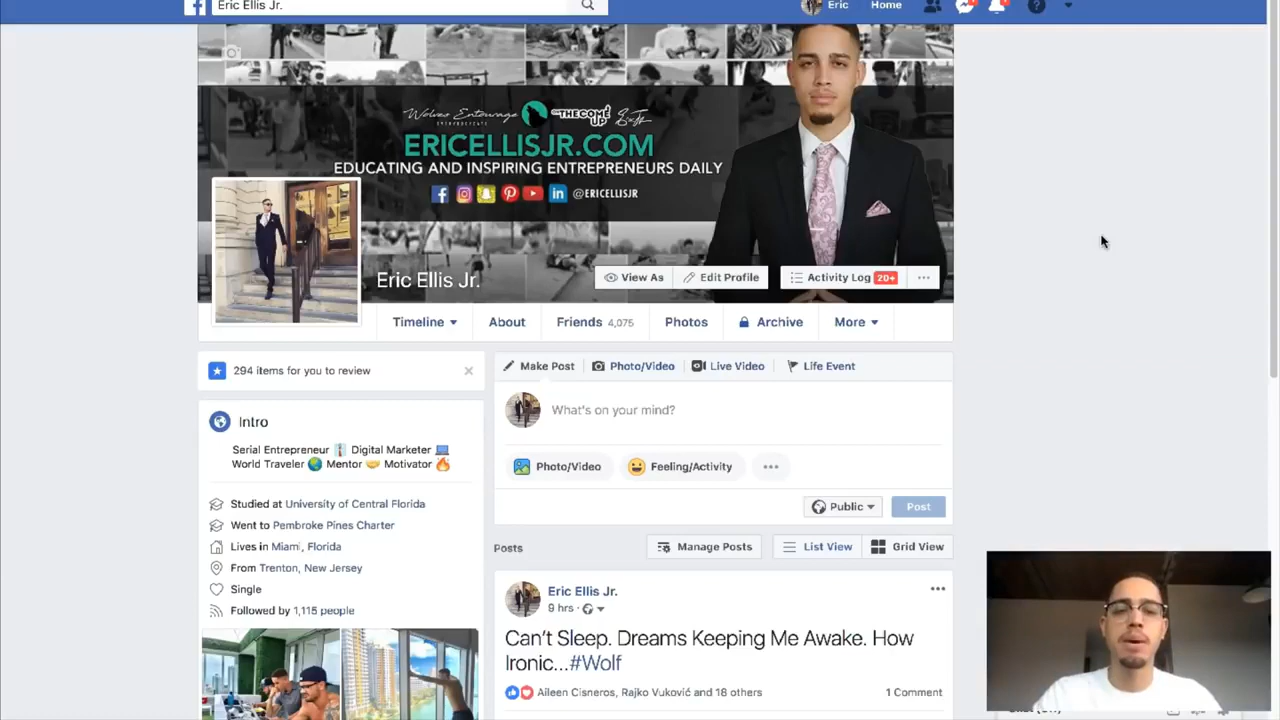 Eric Ellis Jr.
Eric Home
Wolves Entourage ONTHECOMEUP
ERICELLISJR.COM
EDUCATING AND INSPIRING ENTREPRENEURS DAILY
@ERICELLISJR
Eric Ellis Jr.
View As Edit Profile Activity Log 20+
Timeline About Friends 4,075 Photos Archive More
294 items for you to review
Make Post Photo/Video Live Video Life Event
Intro
What's on your mind?
Serial Entrepreneur Digital Marketer
World Traveler Mentor Motivator
Photo/Video Feeling/Activity
Studied at University of Central Florida
Went to Pembroke Pines Charter
Lives in Miami, Florida
From Trenton, New Jersey
Single
Followed by 1,115 people
Public Post
Posts Manage Posts List View Grid View
Eric Ellis Jr.
9 hrs
Can't Sleep. Dreams Keeping Me Awake. How
Ironic...#Wolf
Aileen Cisneros, Rajko Vuković and 18 others 1 Comment